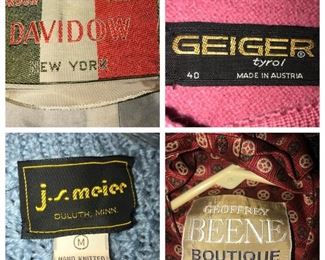 DAVIDOW
NEW YORK
GEIGER®
tyrol
40 MADE IN AUSTRIA
j.s. meier
DULUTH, MINN.
M
HAND KNITTED
GEOFFREY
BEENE
BOUTIQUE